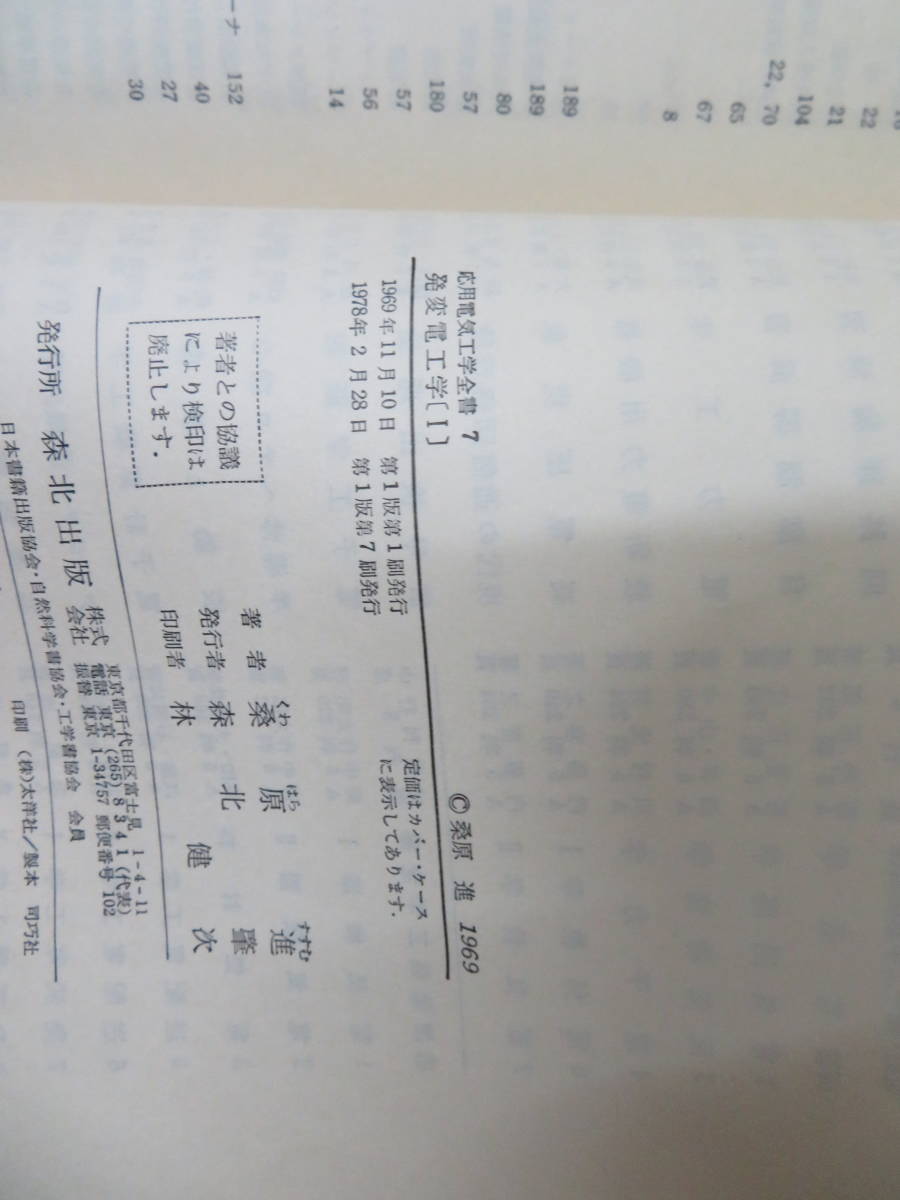 ーナ 152
40
27
30
14
56
57
180
57
80
189
189
8
67
65
22, 70
104
21
22
応用電気工学全書 7
発変電工学〔I〕
© 桑原 進 1969
1969年11月10日 第1版第1刷発行
1978年2月28日 第1版第7刷発行
定価はカバー・ケース
に表示してあります.
著者との協議
により検印は
廃止します.
著者 桑原進
くわ はら すすむ
発行者 森北肇
印刷者 林健次
発行所 森北出版 株式会社
東京都千代田区富士見 1-4-11
電話 東京 (265) 8341 (代表)
振替 東京 1-34757 郵便番号 102
日本書籍出版協会・自然科学書協会・工学書協会 会員
印刷 (株)太洋社/製本 司巧社